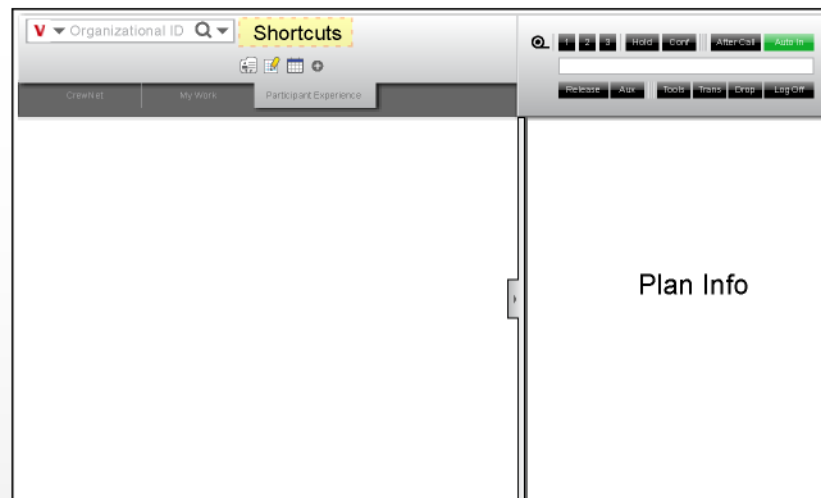 V Organizational ID
Shortcuts
CrewNet My Work Participant Experience
1 2 3 Hold Conf After Call Auto In
Release Aux Tools Trans Drop Log Off
Plan Info